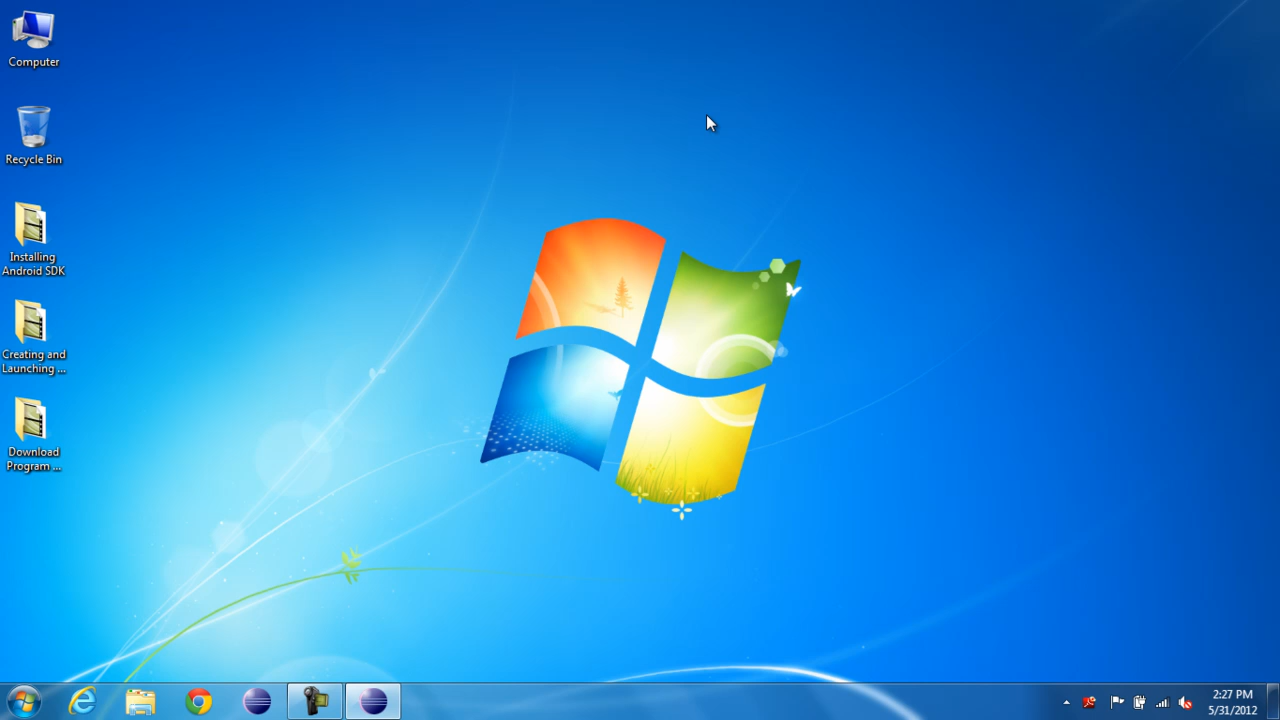 Computer
Recycle Bin
Installing
Android SDK
Creating and
Launching ...
Download
Program ...
2:27 PM
5/31/2012